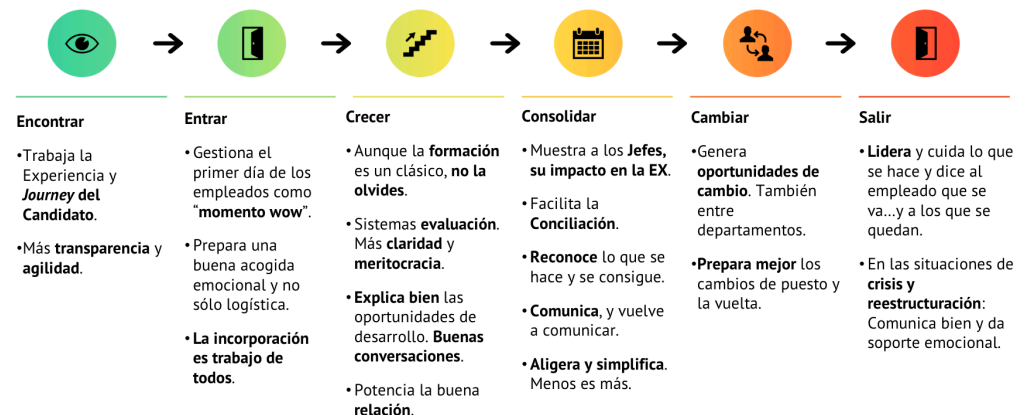 Encontrar
•Trabaja la
Experiencia y
Journey del
Candidato.
•Más transparencia y
agilidad.
Entrar
•Gestiona el
primer día de los
empleados como
“momento wow”.
•Prepara una
buena acogida
emocional y no
sólo logística.
•La incorporación
es trabajo de
todos.
Crecer
•Aunque la formación
es un clásico, no la
olvides.
•Sistemas evaluación.
Más claridad y
meritocracia.
•Explica bien las
oportunidades de
desarrollo. Buenas
conversaciones.
•Potencia la buena
relación.
Consolidar
•Muestra a los Jefes,
su impacto en la EX.
•Facilita la
Conciliación.
•Reconoce lo que se
hace y se consigue.
•Comunica, y vuelve
a comunicar.
•Aligera y simplifica.
Menos es más.
Cambiar
•Genera
oportunidades de
cambio. También
entre
departamentos.
•Prepara mejor los
cambios de puesto y
la vuelta.
Salir
•Lidera y cuida lo que
se hace y dice al
empleado que se
va...y a los que se
quedan.
•En las situaciones de
crisis y
reestructuración:
Comunica bien y da
soporte emocional.